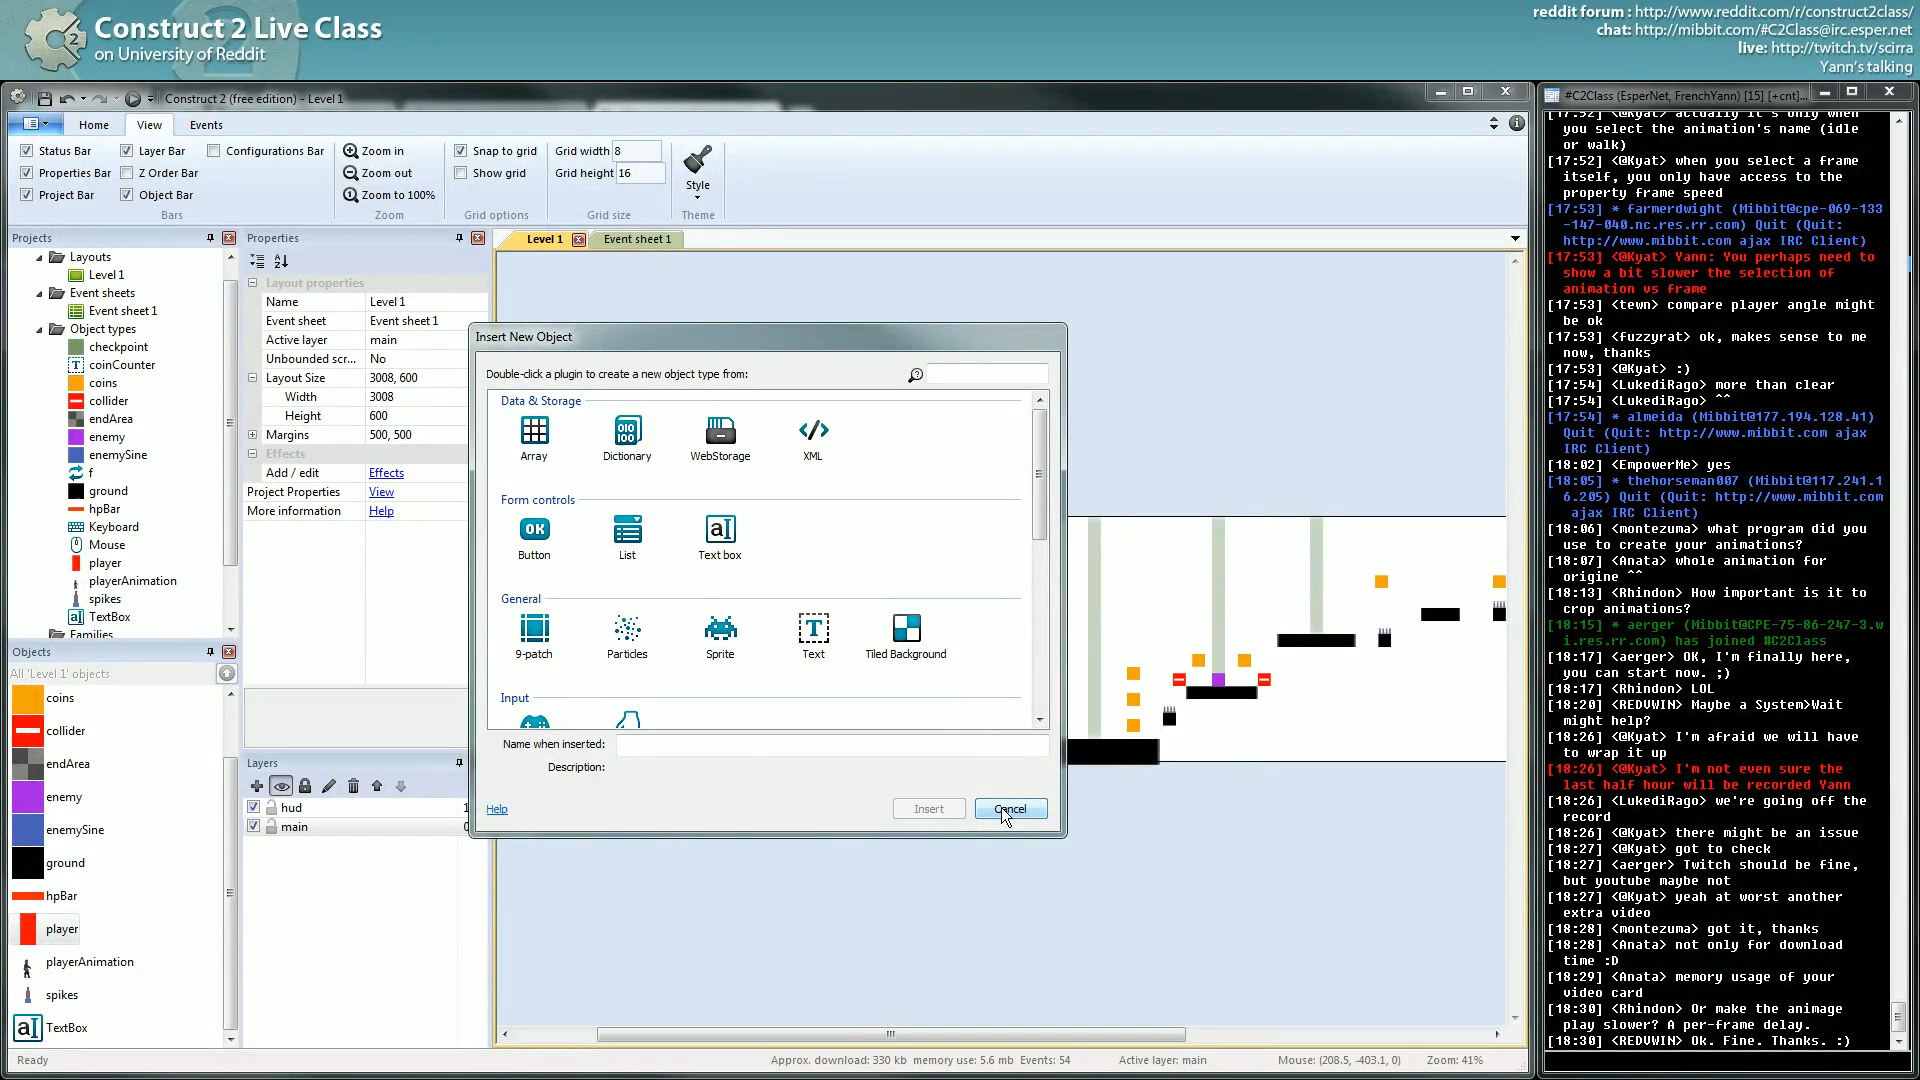 Construct 2 Live Class
on University of Reddit
reddit forum : http://www.reddit.com/r/construct2class/
chat: http://mibbit.com/#C2Class@irc.esper.net
live: http://twitch.tv/scirra
Yann's talking
Construct 2 (free edition) - Level 1
Home View Events
Status Bar Layer Bar Configurations Bar
Properties Bar Z Order Bar
Project Bar Object Bar
Bars
Zoom in
Zoom out
Zoom to 100%
Zoom
Snap to grid
Show grid
Grid options
Grid width 8
Grid height 16
Grid size
Style
Theme
Projects
Layouts
Level 1
Event sheets
Event sheet 1
Object types
checkpoint
coinCounter
coins
collider
endArea
enemy
enemySine
f
ground
hpBar
Keyboard
Mouse
player
playerAnimation
spikes
TextBox
Families
Objects
All 'Level 1' objects
coins
collider
endArea
enemy
enemySine
ground
hpBar
player
playerAnimation
spikes
TextBox
Properties
Layout properties
Name Level 1
Event sheet Event sheet 1
Active layer main
Unbounded scr... No
Layout Size 3008, 600
Width 3008
Height 600
Margins 500, 500
Effects
Add / edit Effects
Project Properties View
More information Help
Layers
hud 1
main 0
Level 1 Event sheet 1
Insert New Object
Double-click a plugin to create a new object type from:
Data & Storage
Array Dictionary WebStorage XML
Form controls
Button List Text box
General
9-patch Particles Sprite Text Tiled Background
Input
Name when inserted:
Description:
Help Insert Cancel
Ready
Approx. download: 330 kb memory use: 5.6 mb Events: 54
Active layer: main
Mouse: (208.5, -403.1, 0)
Zoom: 41%
#C2Class (EsperNet, FrenchYann) [15] [+cnt]...
[17:52] <@Kyat> actually it's only when
you select the animation's name (idle
or walk)
[17:52] <@Kyat> when you select a frame
itself, you only have access to the
property frame speed
[17:53] * farmerdwight (Mibbit@cpe-069-133
-147-040.nc.res.rr.com) Quit (Quit:
http://www.mibbit.com ajax IRC Client)
[17:53] <@Kyat> Yann: You perhaps need to
show a bit slower the selection of
animation vs frame
[17:53] <tewn> compare player angle might
be ok
[17:53] <fuzzyrat> ok, makes sense to me
now, thanks
[17:53] <@Kyat> :)
[17:54] <LukediRago> more than clear
[17:54] <LukediRago> ^^
[17:54] * almeida (Mibbit@177.194.128.41)
Quit (Quit: http://www.mibbit.com ajax
IRC Client)
[18:02] <EmpowerMe> yes
[18:05] * thehorseman007 (Mibbit@117.241.1
6.205) Quit (Quit: http://www.mibbit.com
ajax IRC Client)
[18:06] <montezuma> what program did you
use to create your animations?
[18:07] <Anata> whole animation for
origine ^^
[18:13] <Rhindon> How important is it to
crop animations?
[18:15] * aerger (Mibbit@CPE-75-86-247-3.w
i.res.rr.com) has joined #C2Class
[18:17] <aerger> OK, I'm finally here,
you can start now. ;)
[18:17] <Rhindon> LOL
[18:20] <REDVWIN> Maybe a System>Wait
might help?
[18:26] <@Kyat> I'm afraid we will have
to wrap it up
[18:26] <@Kyat> I'm not even sure the
last half hour will be recorded Yann
[18:26] <LukediRago> we're going off the
record
[18:26] <@Kyat> there might be an issue
[18:27] <@Kyat> got to check
[18:27] <aerger> Twitch should be fine,
but youtube maybe not
[18:27] <@Kyat> yeah at worst another
extra video
[18:28] <montezuma> got it, thanks
[18:28] <Anata> not only for download
time :D
[18:29] <Anata> memory usage of your
video card
[18:30] <Rhindon> Or make the animage
play slower? A per-frame delay.
[18:30] <REDVWIN> Ok. Fine. Thanks. :)